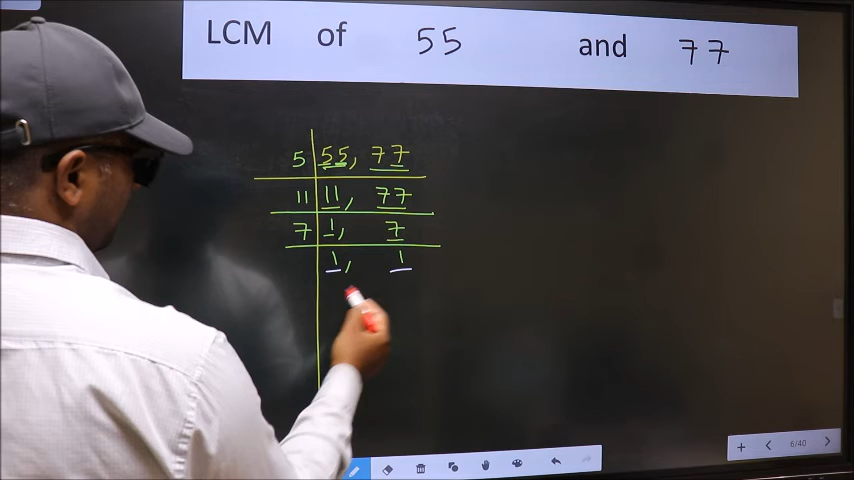 LCM of 55 and 77
5 55, 77
11 11, 77
7 1, 7
1, 1
6/40